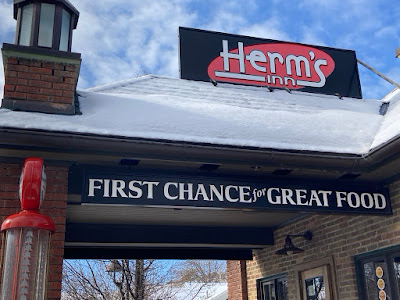 Herm's
inn
FIRST CHANCE for GREAT FOOD